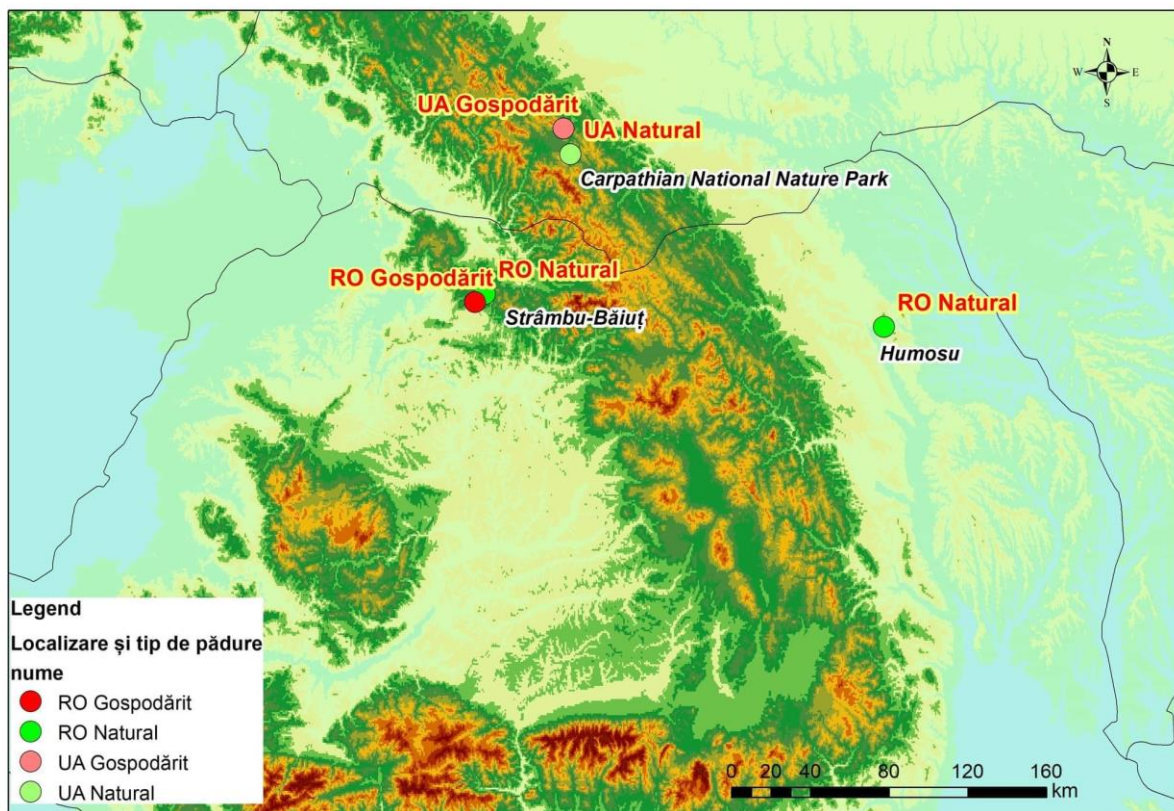 N
W E
S
UA Gospodărit
UA Natural
Carpathian National Nature Park
RO Natural
RO Gospodărit
Strâmbu-Băiuț
RO Natural
Humosu
Legend
Localizare și tip de pădure
nume
RO Gospodărit
RO Natural
UA Gospodărit
UA Natural
0 20 40 80 120 160
km